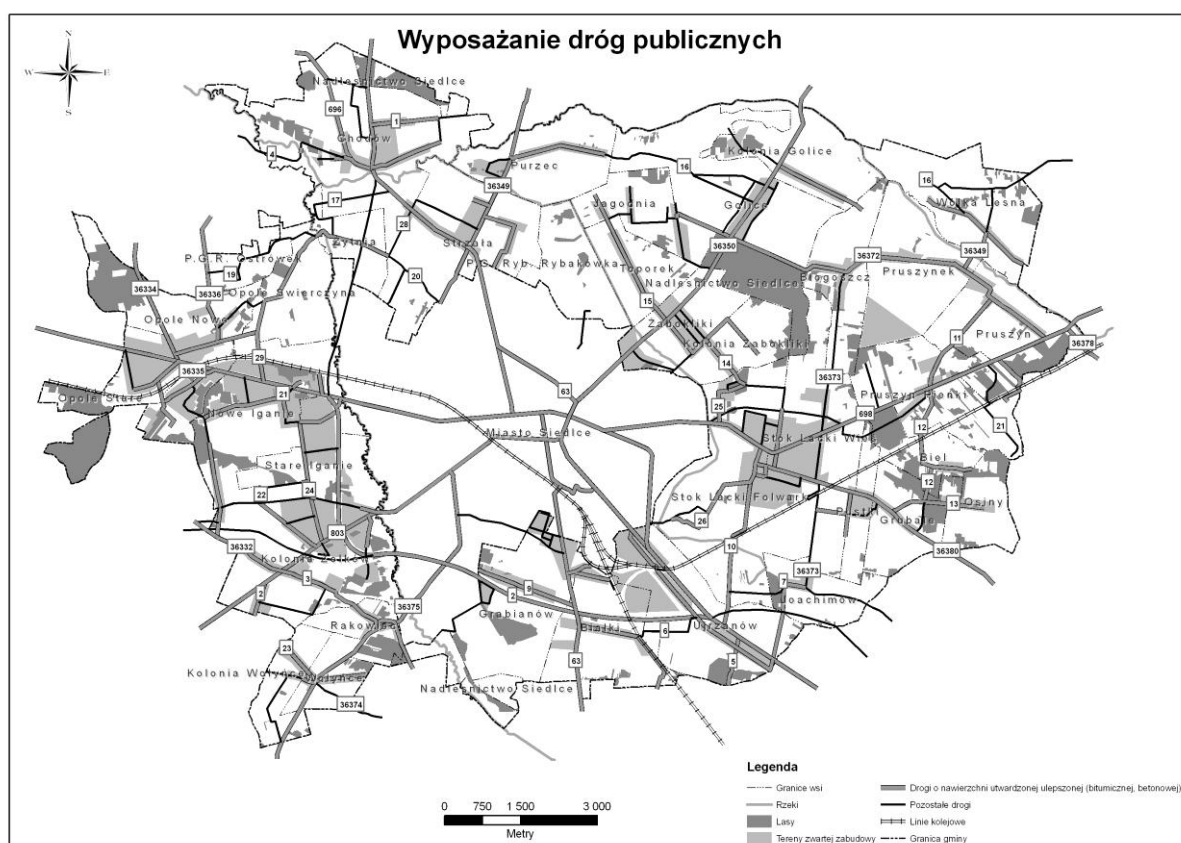 Wyposażanie dróg publicznych
N
W E
S
Nadleśnictwo Siedlce
696
1
Chodów
4
Purzec
Kolonia Golice
16
16
36349
17
Jagodnia
Golice
Wólka Leśna
28
Strzała
36350
36349
Żytnia
36372
P.G.R. Ostrówek
P.G. Ryb. Rybakówka
Toporek
Błogoszcz
Pruszynek
19
20
36334
36336
Opole Świerczyna
Nadleśnictwo Siedlce
15
Opole Nowe
Żabokliki
Pruszyn
Kolonia Żabokliki
11
36378
29
14
36335
36373
63
21
Opole Stare
Pruszyn Pieńki
Nowe Iganie
25
698
12
21
Miasto Siedlce
Stok Lacki Wieś
Biel
Stare Iganie
12
22
24
Stok Lacki Folwark
13
Osiny
26
Pustki
Grubale
803
36332
10
36380
Kolonia Żółków
36373
3
9
7
2
2
Joachimów
36375
Grabianów
Rakowiec
Białki
6
Ujrzanów
23
63
5
Kolonia Wołyńce
Wołyńce
Nadleśnictwo Siedlce
36374
Legenda
Granice wsi
Drogi o nawierzchni utwardzonej ulepszonej (bitumicznej, betonowej)
Rzeki
Pozostałe drogi
Lasy
Linie kolejowe
Tereny zwartej zabudowy
Granica gminy
0 750 1 500 3 000
Metry